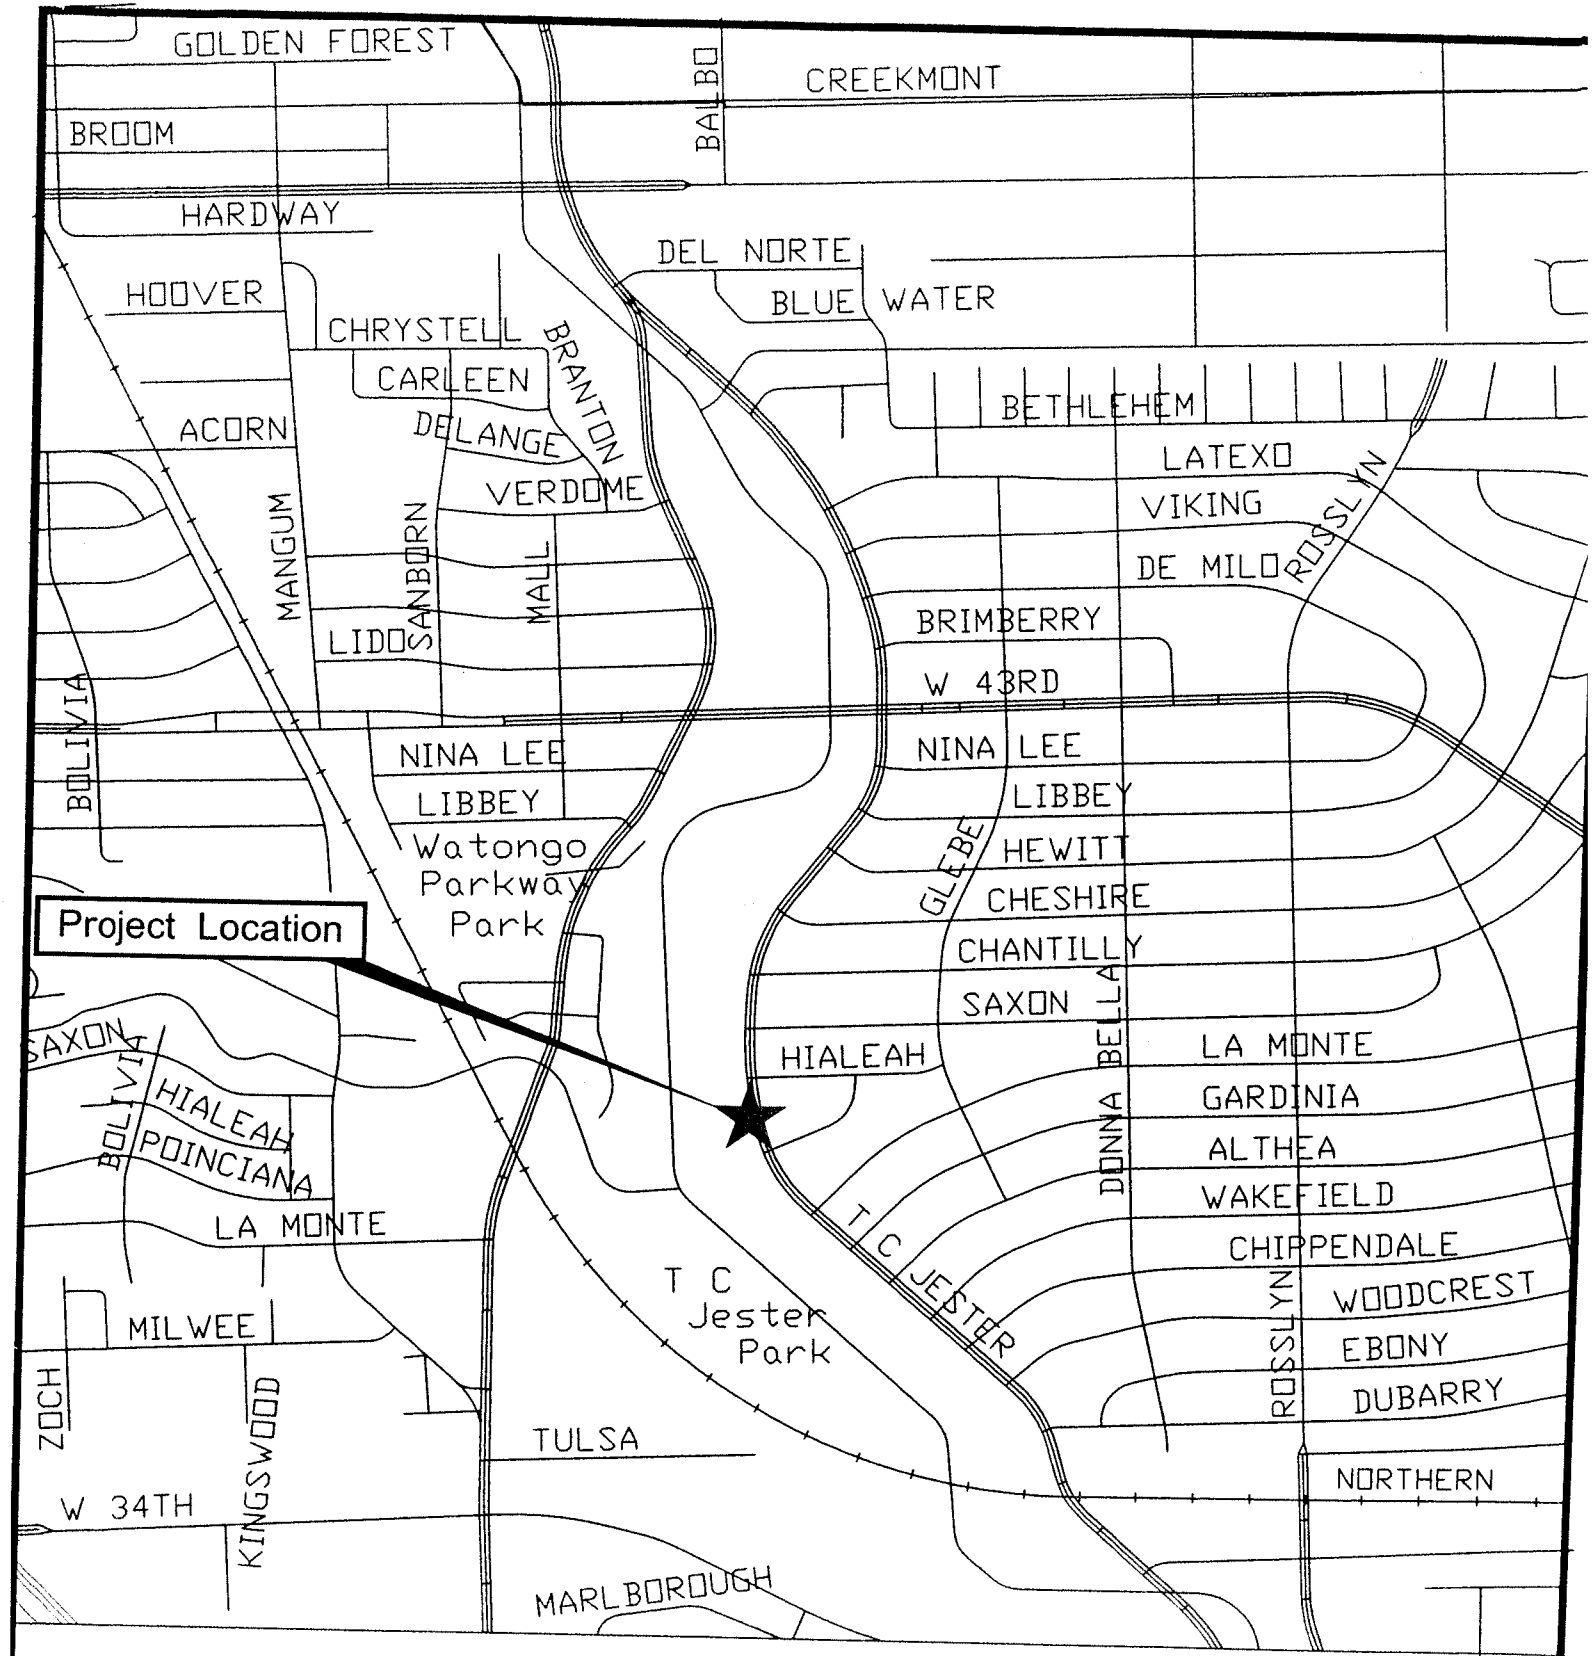 GOLDEN FOREST
BALBO
CREEKMONT
BROOM
HARDWAY
DEL NORTE
HOOVER
BLUE WATER
CHRYSTELL
BRANTON
CARLEEN
BETHLEHEM
DELANGE
ACORN
LATEXO
VERDOME
VIKING
ROSSLYN
MANGUM
SANBORN
MALL
DE MILO
BRIMBERRY
LIDO
W 43RD
BOLIVIA
NINA LEE
NINA LEE
LIBBEY
LIBBEY
Watongo
Parkway
Park
GLEBE
HEWITT
CHESHIRE
Project Location
CHANTILLY
SAXON
DONNA BELLA
SAXON
BOLIVIA
HIALEAH
LA MONTE
HIALEAH
GARDINIA
POINCIANA
ALTHEA
WAKEFIELD
LA MONTE
T C JESTER
CHIPPENDALE
T C
Jester
Park
WOODCREST
ROSSLYN
MILWEE
EBONY
ZOCH
DUBARRY
KINGSWOOD
TULSA
NORTHERN
W 34TH
MARLBOROUGH